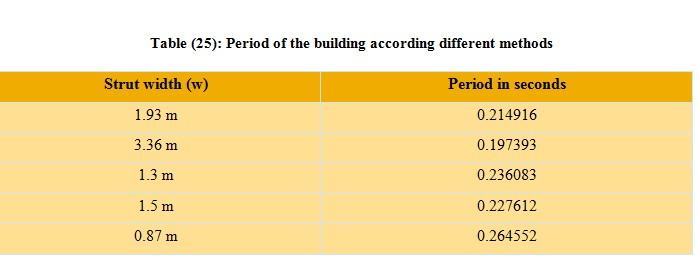 Table (25): Period of the building according different methods
Strut width (w) Period in seconds
1.93 m 0.214916
3.36 m 0.197393
1.3 m 0.236083
1.5 m 0.227612
0.87 m 0.264552